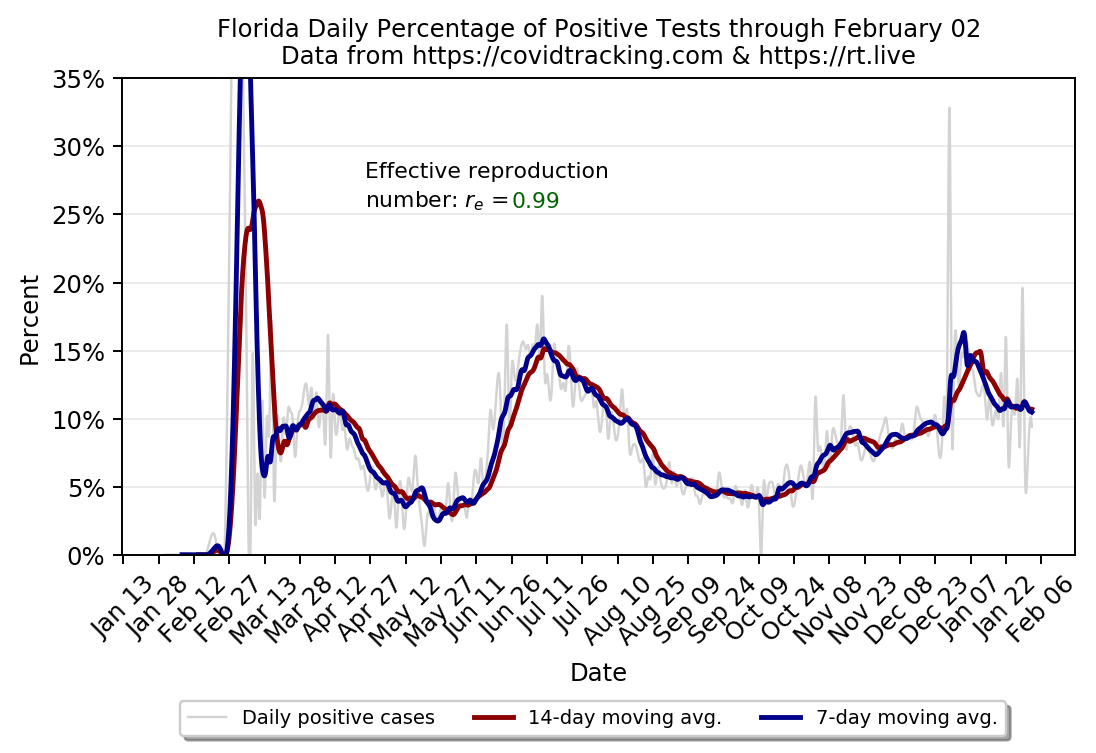 Florida Daily Percentage of Positive Tests through February 02
Data from https://covidtracking.com & https://rt.live
35%
30%
25%
20%
15%
10%
5%
0%
Percent
Effective reproduction
number: rₑ = 0.99
Jan 13
Jan 28
Feb 12
Feb 27
Mar 13
Mar 28
Apr 12
Apr 27
May 12
May 27
Jun 11
Jun 26
Jul 11
Jul 26
Aug 10
Aug 25
Sep 09
Sep 24
Oct 09
Oct 24
Nov 08
Nov 23
Dec 08
Dec 23
Jan 07
Jan 22
Feb 06
Date
Daily positive cases
14-day moving avg.
7-day moving avg.